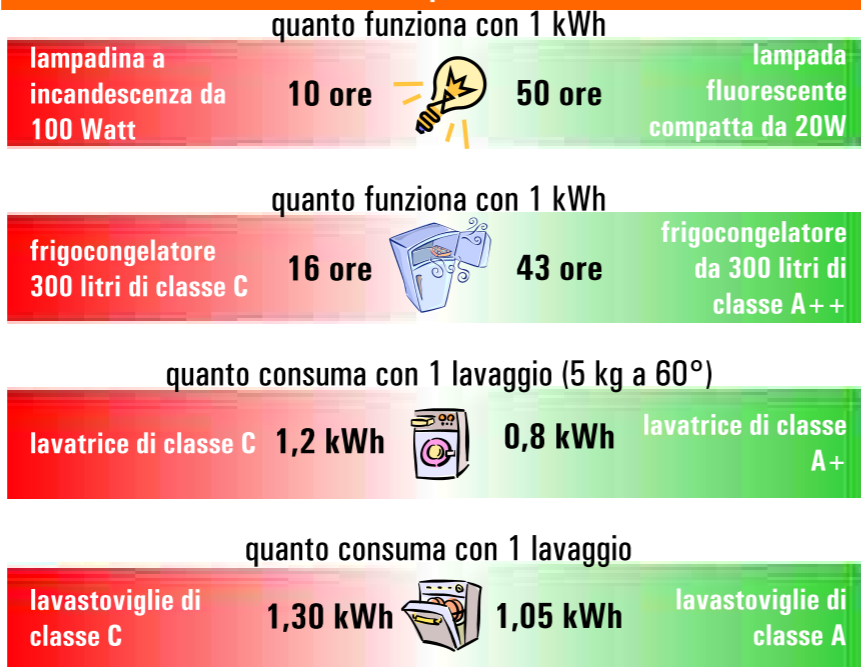 quanto funziona con 1 kWh
lampadina a
incandescenza da
100 Watt
10 ore
50 ore
lampada
fluorescente
compatta da 20W
quanto funziona con 1 kWh
frigocongelatore
300 litri di classe C
16 ore
43 ore
frigocongelatore
da 300 litri di
classe A++
quanto consuma con 1 lavaggio (5 kg a 60°)
lavatrice di classe C
1,2 kWh
0,8 kWh
lavatrice di classe
A+
quanto consuma con 1 lavaggio
lavastoviglie di
classe C
1,30 kWh
1,05 kWh
lavastoviglie di
classe A